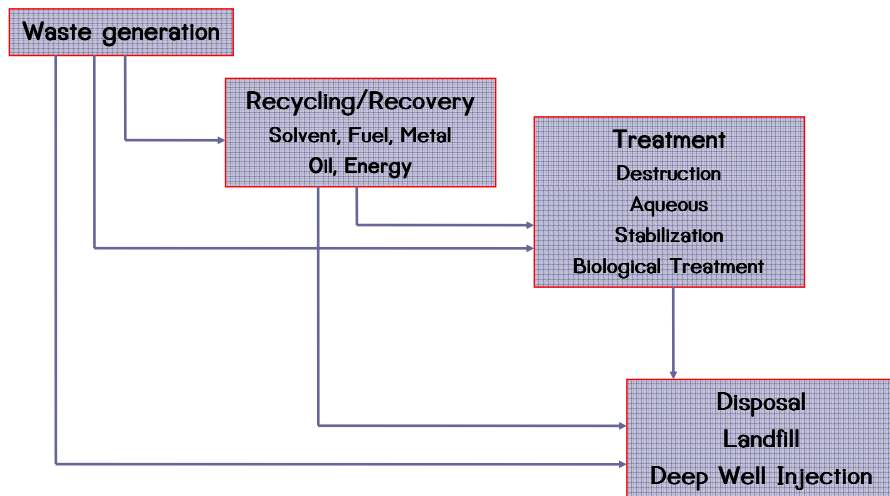 Waste generation
Recycling/Recovery
Solvent, Fuel, Metal
Oil, Energy
Treatment
Destruction
Aqueous
Stabilization
Biological Treatment
Disposal
Landfill
Deep Well Injection